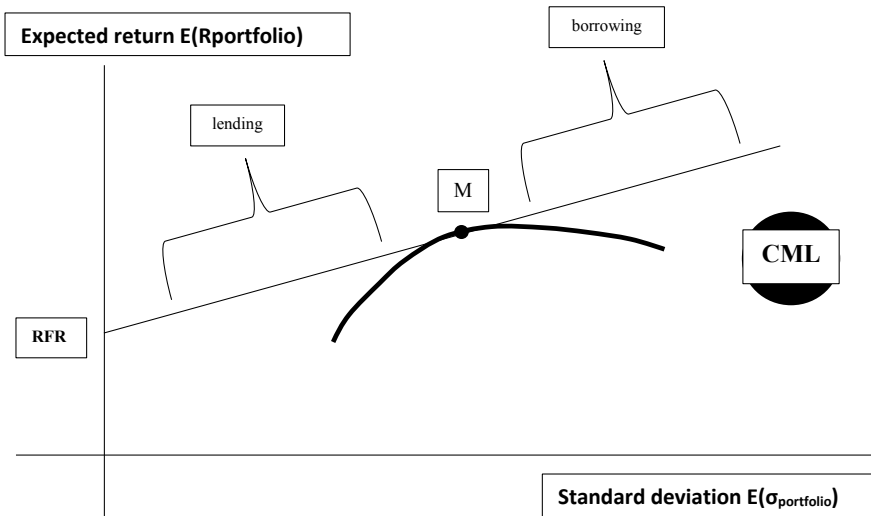 Expected return E(Rportfolio)
borrowing
lending
M
CML
RFR
Standard deviation E(σportfolio)